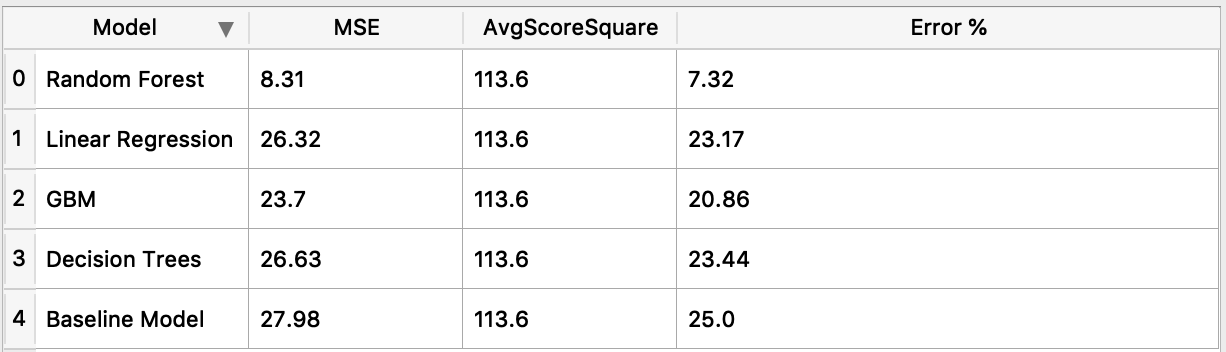 Model ▼ MSE AvgScoreSquare Error %
0 Random Forest 8.31 113.6 7.32
1 Linear Regression 26.32 113.6 23.17
2 GBM 23.7 113.6 20.86
3 Decision Trees 26.63 113.6 23.44
4 Baseline Model 27.98 113.6 25.0